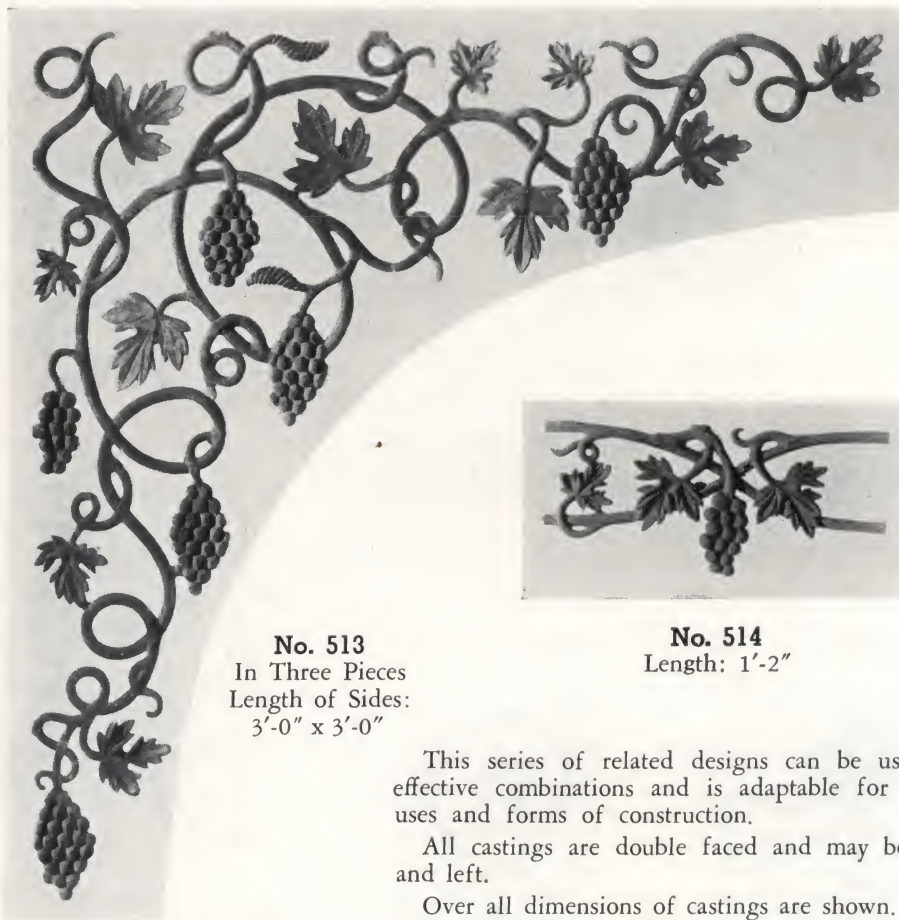 No. 513
In Three Pieces
Length of Sides:
3′-0″ x 3′-0″
No. 514
Length: 1′-2″
This series of related designs can be
effective combinations and is adaptable for
uses and forms of construction.
All castings are double faced and may
and left.
Over all dimensions of castings are shown.